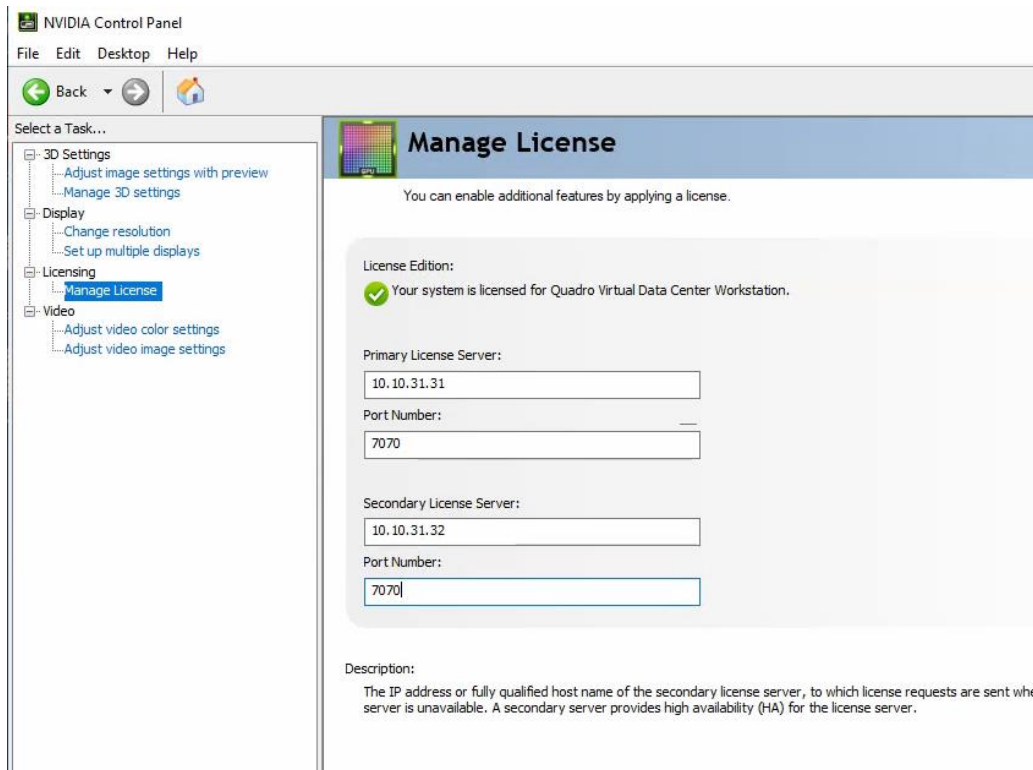 NVIDIA Control Panel
File Edit Desktop Help
Back
Select a Task...
3D Settings
Adjust image settings with preview
Manage 3D settings
Display
Change resolution
Set up multiple displays
Licensing
Manage License
Video
Adjust video color settings
Adjust video image settings
GPU
Manage License
You can enable additional features by applying a license.
License Edition:
Your system is licensed for Quadro Virtual Data Center Workstation.
Primary License Server:
10.10.31.31
Port Number:
7070
Secondary License Server:
10.10.31.32
Port Number:
7070
Description:
The IP address or fully qualified host name of the secondary license server, to which license requests are sent
server is unavailable. A secondary server provides high availability (HA) for the license server.